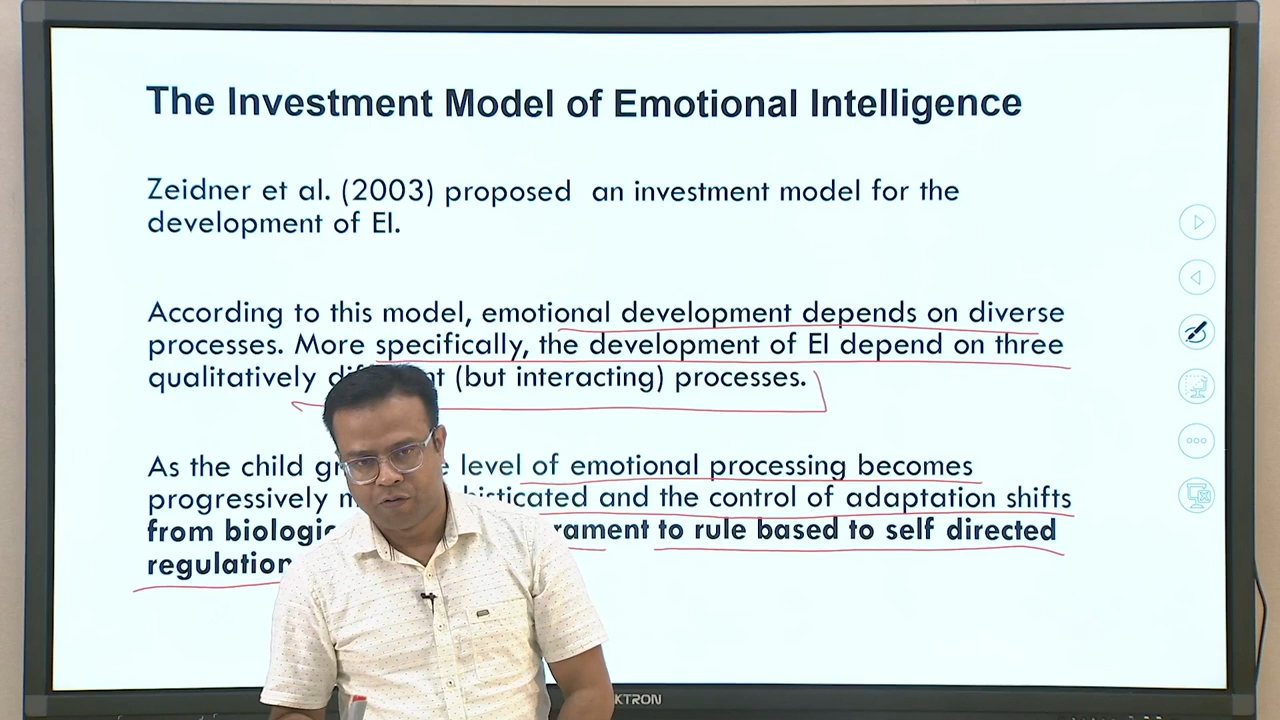 The Investment Model of Emotional Intelligence
Zeidner et al. (2003) proposed an investment model for the
development of EI.
According to this model, emotional development depends on diverse
processes. More specifically, the development of EI depend on three
qualitatively (but interacting) processes.
As the child level of emotional processing becomes
progressively and the control of adaptation shifts
from to rule based to self directed
regulation